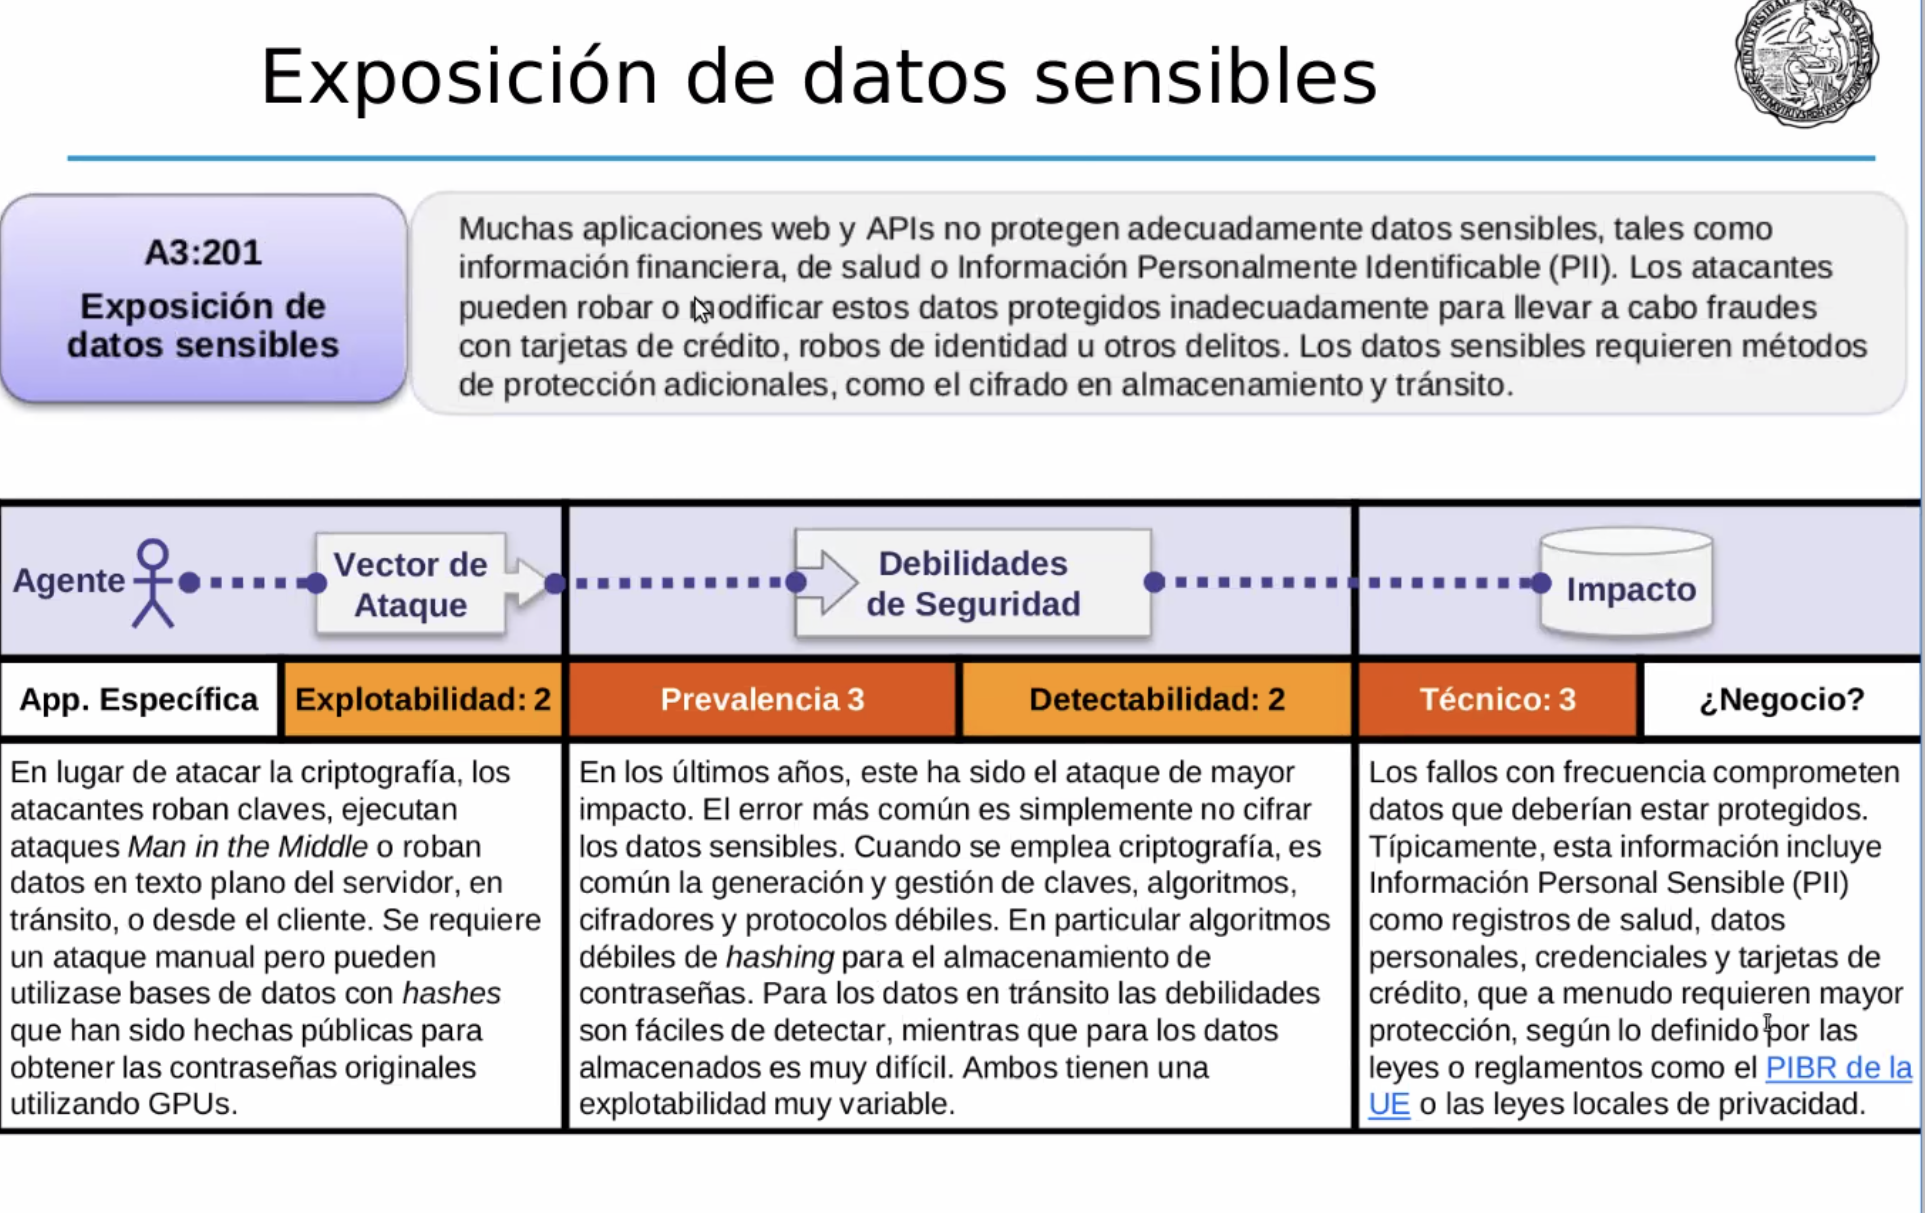 Exposición de datos sensibles
A3:201
Exposición de
datos sensibles
Muchas aplicaciones web y APIs no protegen adecuadamente datos sensibles, tales como
información financiera, de salud o Información Personalmente Identificable (PII). Los atacantes
pueden robar o modificar estos datos protegidos inadecuadamente para llevar a cabo fraudes
con tarjetas de crédito, robos de identidad u otros delitos. Los datos sensibles requieren métodos
de protección adicionales, como el cifrado en almacenamiento y tránsito.
Agente
Vector de
Ataque
Debilidades
de Seguridad
Impacto
App. Específica
Explotabilidad: 2
Prevalencia 3
Detectabilidad: 2
Técnico: 3
¿Negocio?
En lugar de atacar la criptografía, los
atacantes roban claves, ejecutan
ataques Man in the Middle o roban
datos en texto plano del servidor, en
tránsito, o desde el cliente. Se requiere
un ataque manual pero pueden
utilizase bases de datos con hashes
que han sido hechas públicas para
obtener las contraseñas originales
utilizando GPUs.
En los últimos años, este ha sido el ataque de mayor
impacto. El error más común es simplemente no cifrar
los datos sensibles. Cuando se emplea criptografía, es
común la generación y gestión de claves, algoritmos,
cifradores y protocolos débiles. En particular algoritmos
débiles de hashing para el almacenamiento de
contraseñas. Para los datos en tránsito las debilidades
son fáciles de detectar, mientras que para los datos
almacenados es muy difícil. Ambos tienen una
explotabilidad muy variable.
Los fallos con frecuencia comprometen
datos que deberían estar protegidos.
Típicamente, esta información incluye
Información Personal Sensible (PII)
como registros de salud, datos
personales, credenciales y tarjetas de
crédito, que a menudo requieren mayor
protección, según lo definido por las
leyes o reglamentos como el PIBR de la
UE o las leyes locales de privacidad.